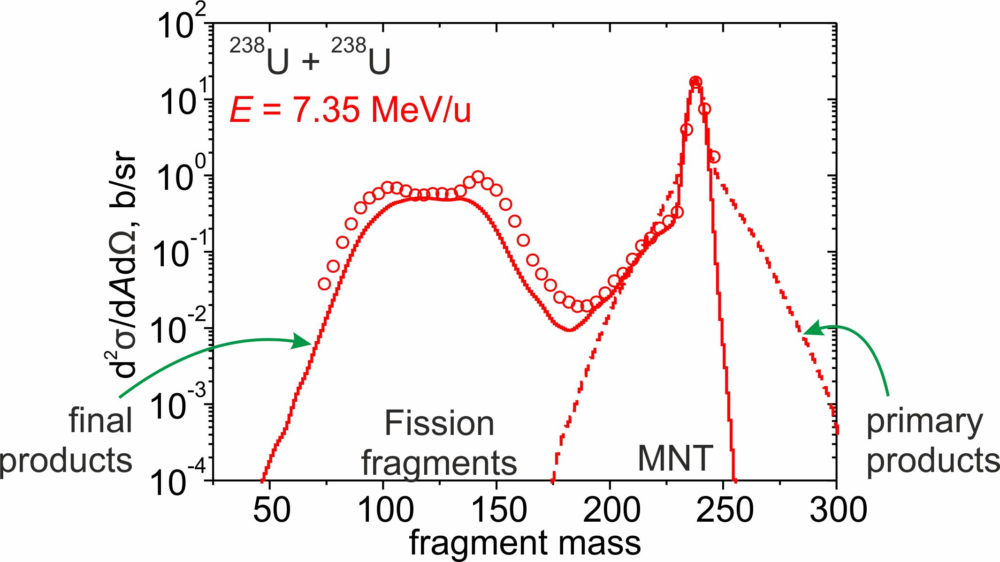 10²
²³⁸U + ²³⁸U
E = 7.35 MeV/u
10¹
10⁰
10⁻¹
10⁻²
10⁻³
10⁻⁴
d²σ/dAdΩ, b/sr
final
products
Fission
fragments
MNT
primary
products
50 100 150 200 250 300
fragment mass